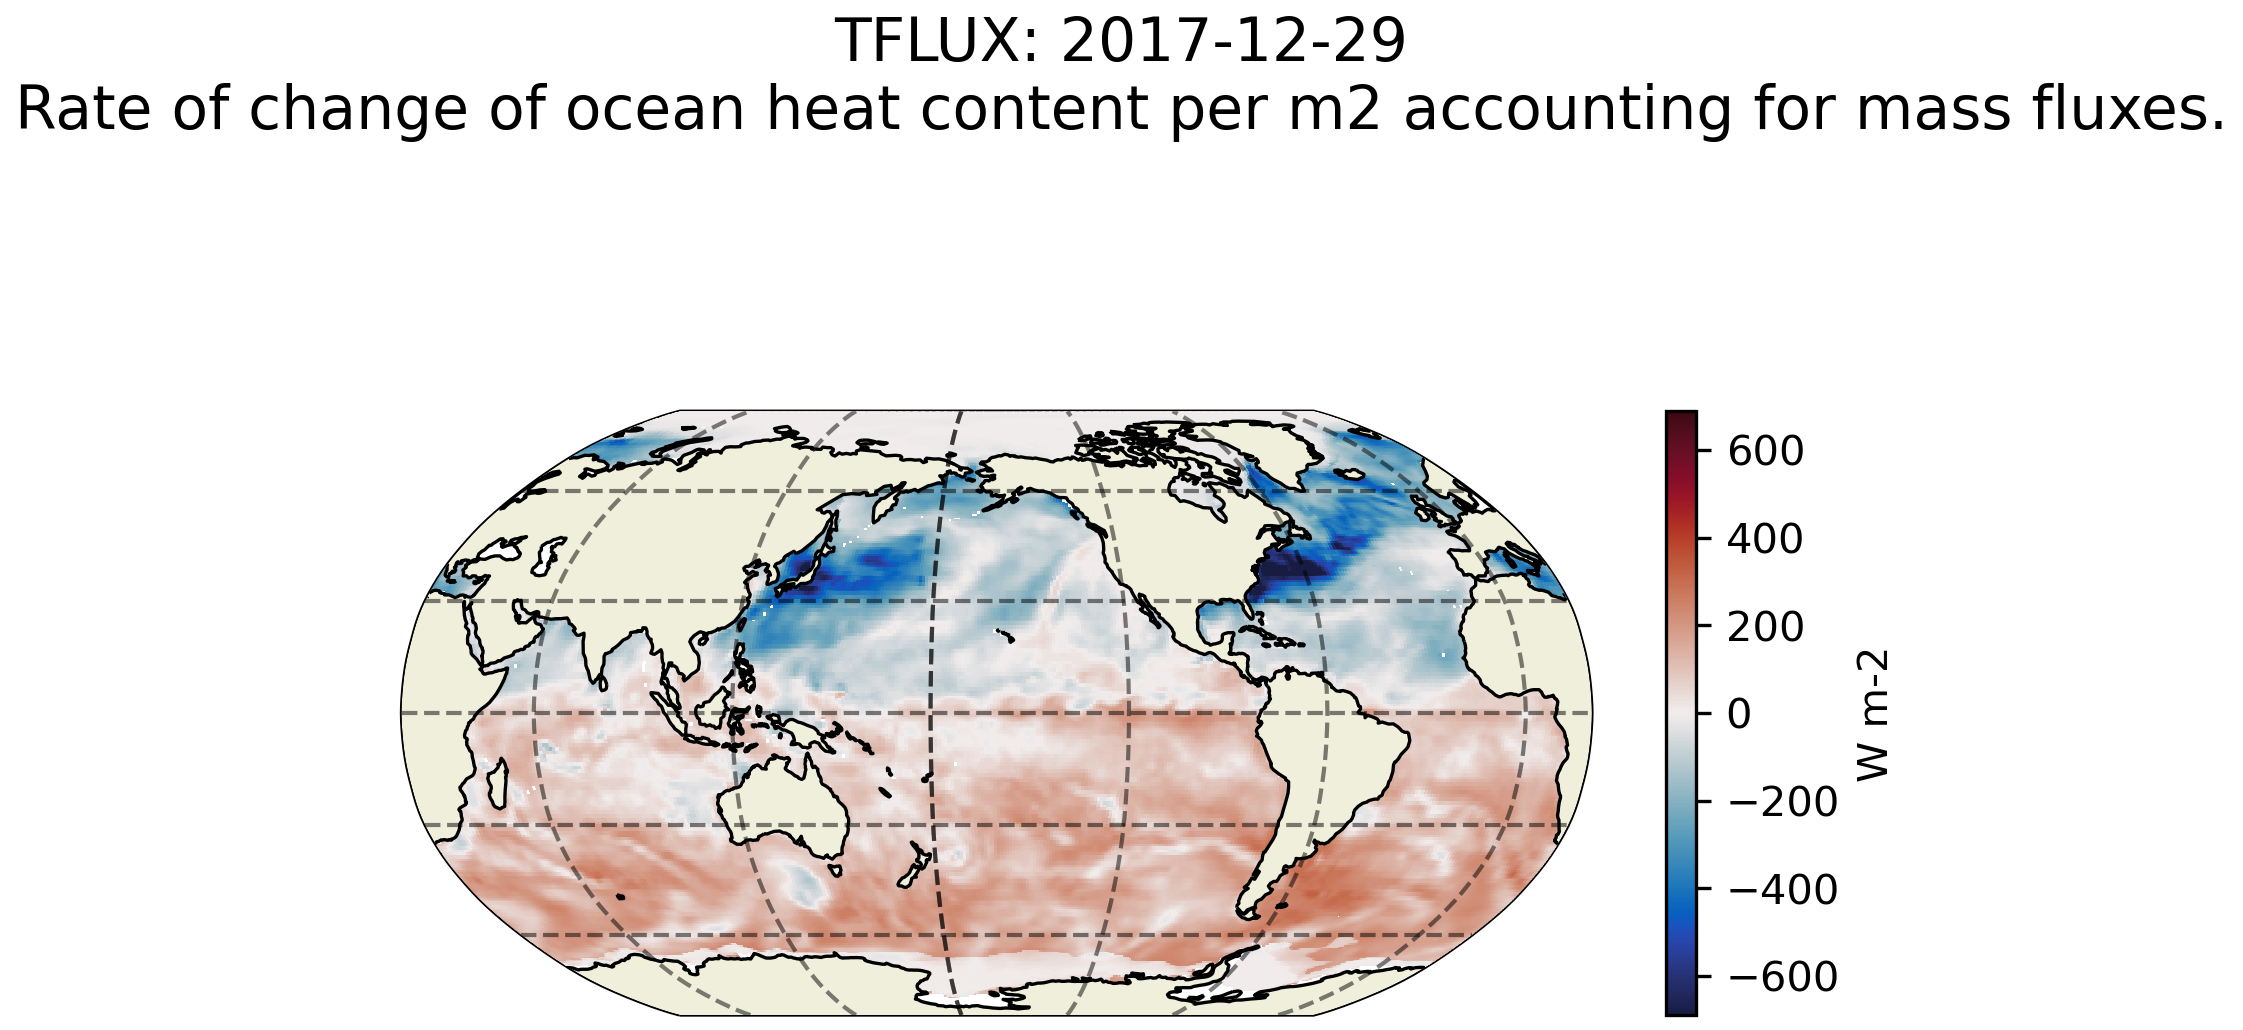 TFLUX: 2017-12-29
Rate of change of ocean heat content per m2 accounting for mass fluxes.
600
400
200
0
−200
−400
−600
W m-2